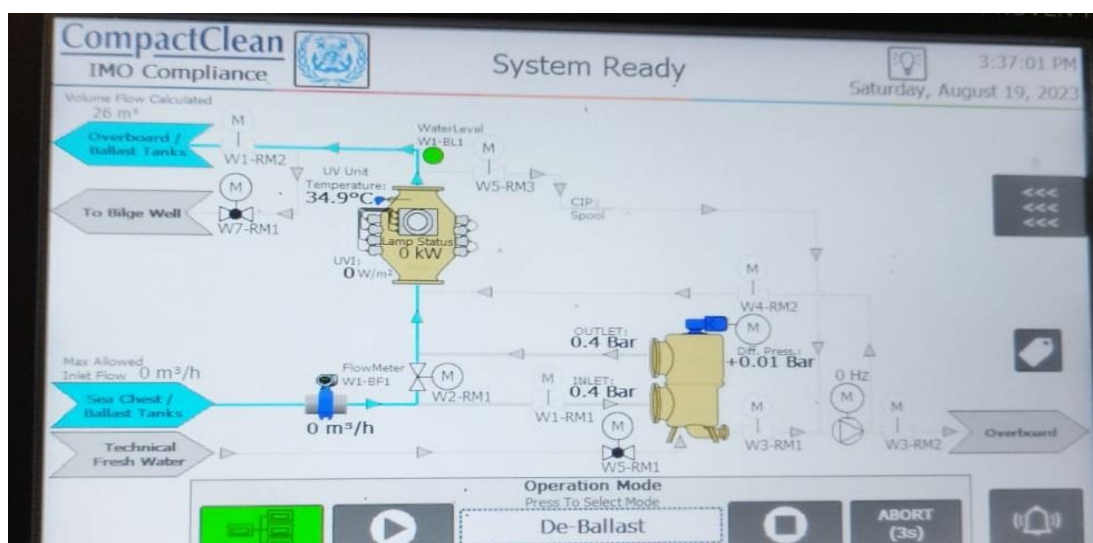 CompactClean
IMO Compliance
System Ready
3:37:01 PM
Saturday, August 19, 2023
Volume Flow Calculated
26 m³
Overboard /
Ballast Tanks
M
W1-RM2
WaterLevel
W1-BL1
M
W5-RM3
UV Unit
Temperature:
34.9°C
M
To Bilge Well
W7-RM1
CIP
Spool
Lamp Status
0 kW
UVI:
0 W/m²
M
W4-RM2
OUTLET:
0.4 Bar
M
Diff. Press.:
+0.01 Bar
Max Allowed
Inlet Flow 0 m³/h
FlowMeter
W1-BF1
M
W2-RM1
M
INLET:
0.4 Bar
W1-RM1
0 Hz
M
Sea Chest /
Ballast Tanks
0 m³/h
M
M
W3-RM1
M
W3-RM2
Overboard
Technical
Fresh Water
W5-RM1
Operation Mode
Press To Select Mode
De-Ballast
ABORT
(3s)
<<<
<<<
<<<